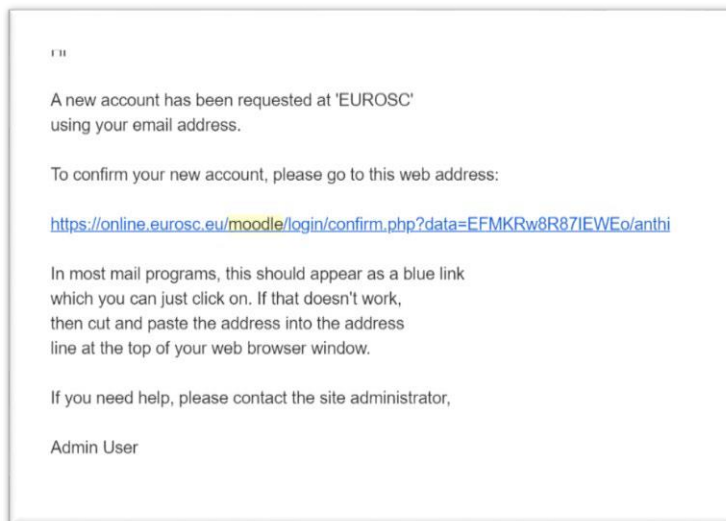 A new account has been requested at 'EUROSC'
using your email address.
To confirm your new account, please go to this web address:
https://online.eurosc.eu/moodle/login/confirm.php?data=EFMKRw8R87IEWEo/anthi
In most mail programs, this should appear as a blue link
which you can just click on. If that doesn't work,
then cut and paste the address into the address
line at the top of your web browser window.
If you need help, please contact the site administrator,
Admin User